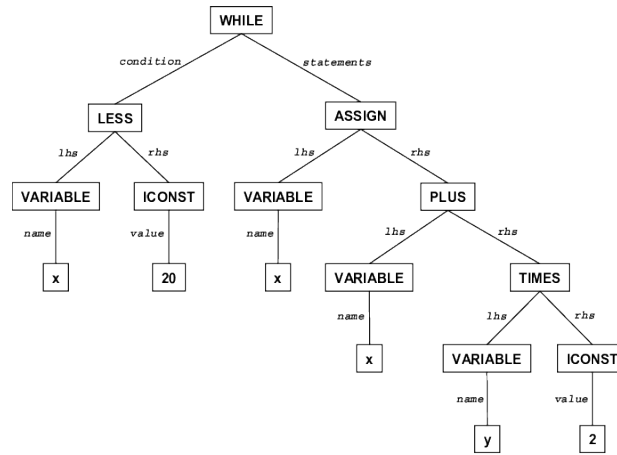 WHILE
condition statements
LESS ASSIGN
lhs rhs lhs rhs
VARIABLE ICONST VARIABLE PLUS
name value name lhs rhs
x 20 x VARIABLE TIMES
name lhs rhs
x VARIABLE ICONST
name value
y 2